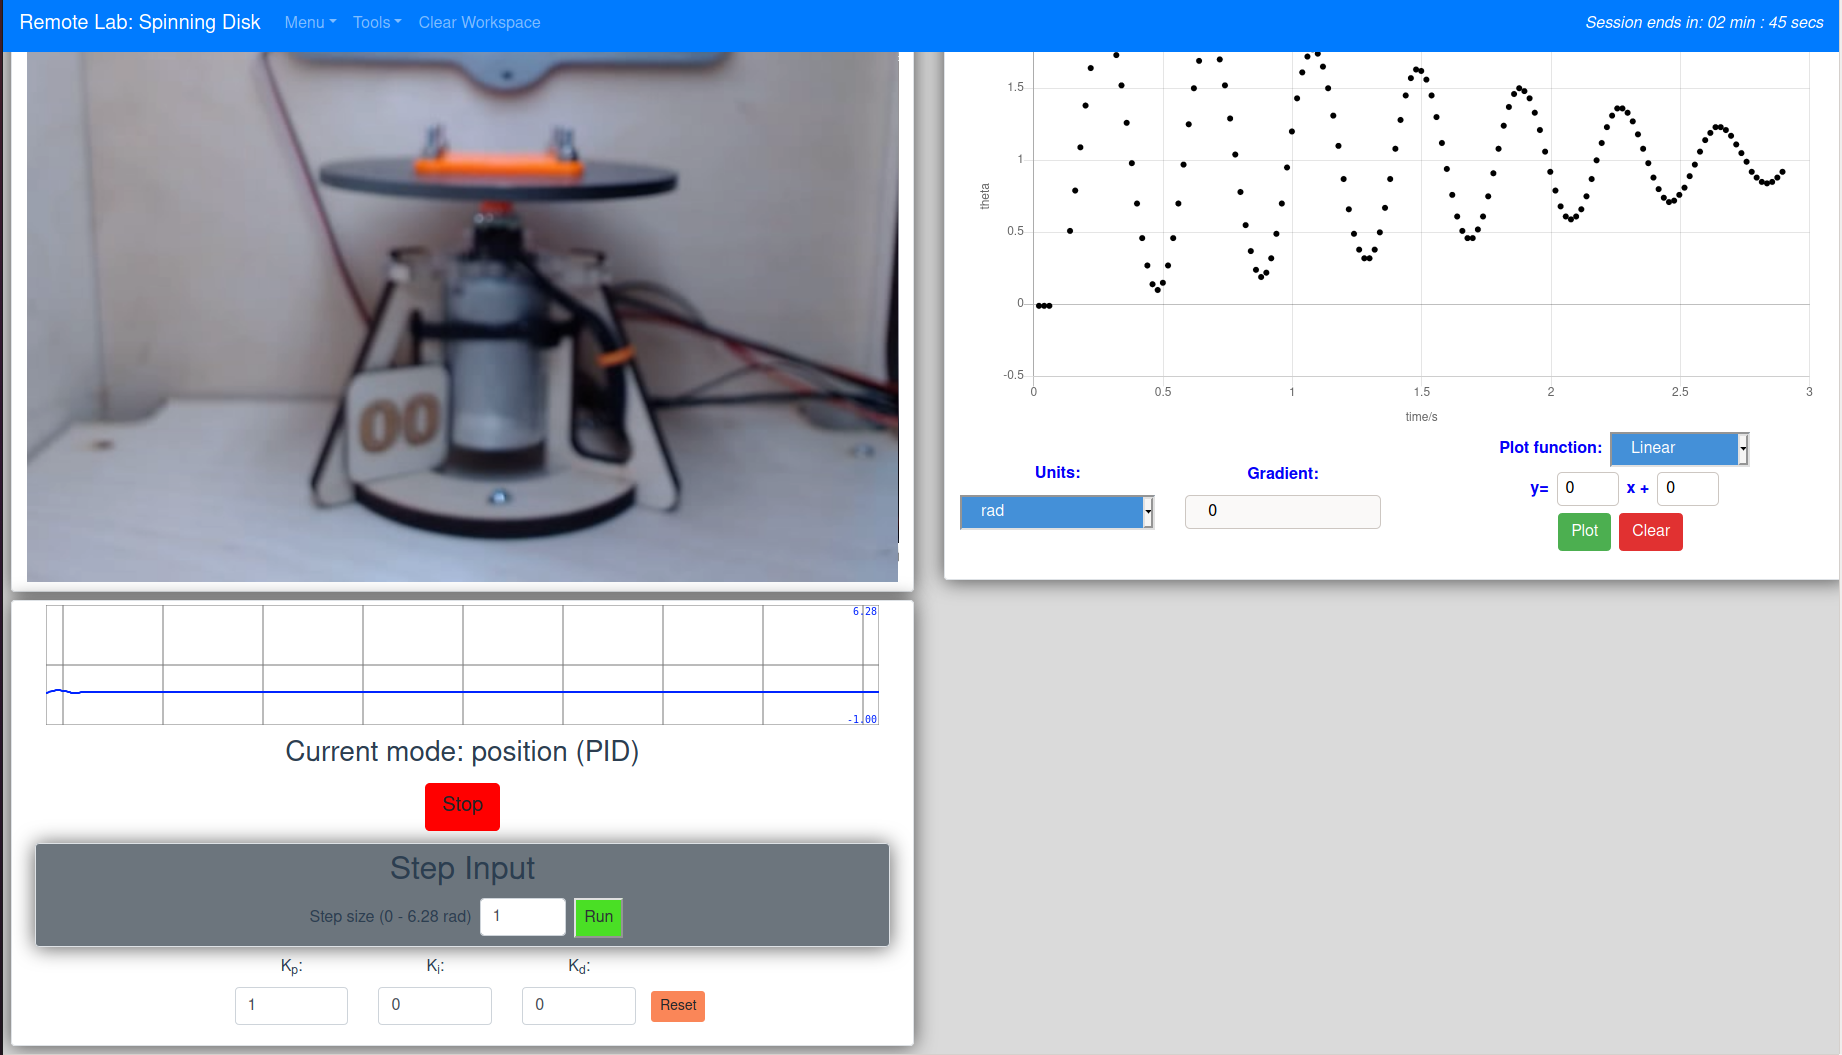 Remote Lab: Spinning Disk Menu Tools Clear Workspace Session ends in: 02 min : 45 secs
00
1.5
1
0.5
0
-0.5
theta
0 0.5 1 1.5 2 2.5 3
time/s
Plot function: Linear
Units: Gradient:
y= 0 x + 0
rad 0
Plot Clear
6.28
-1.00
Current mode: position (PID)
Stop
Step Input
Step size (0 - 6.28 rad) 1 Run
Kp: Ki: Kd:
1 0 0 Reset